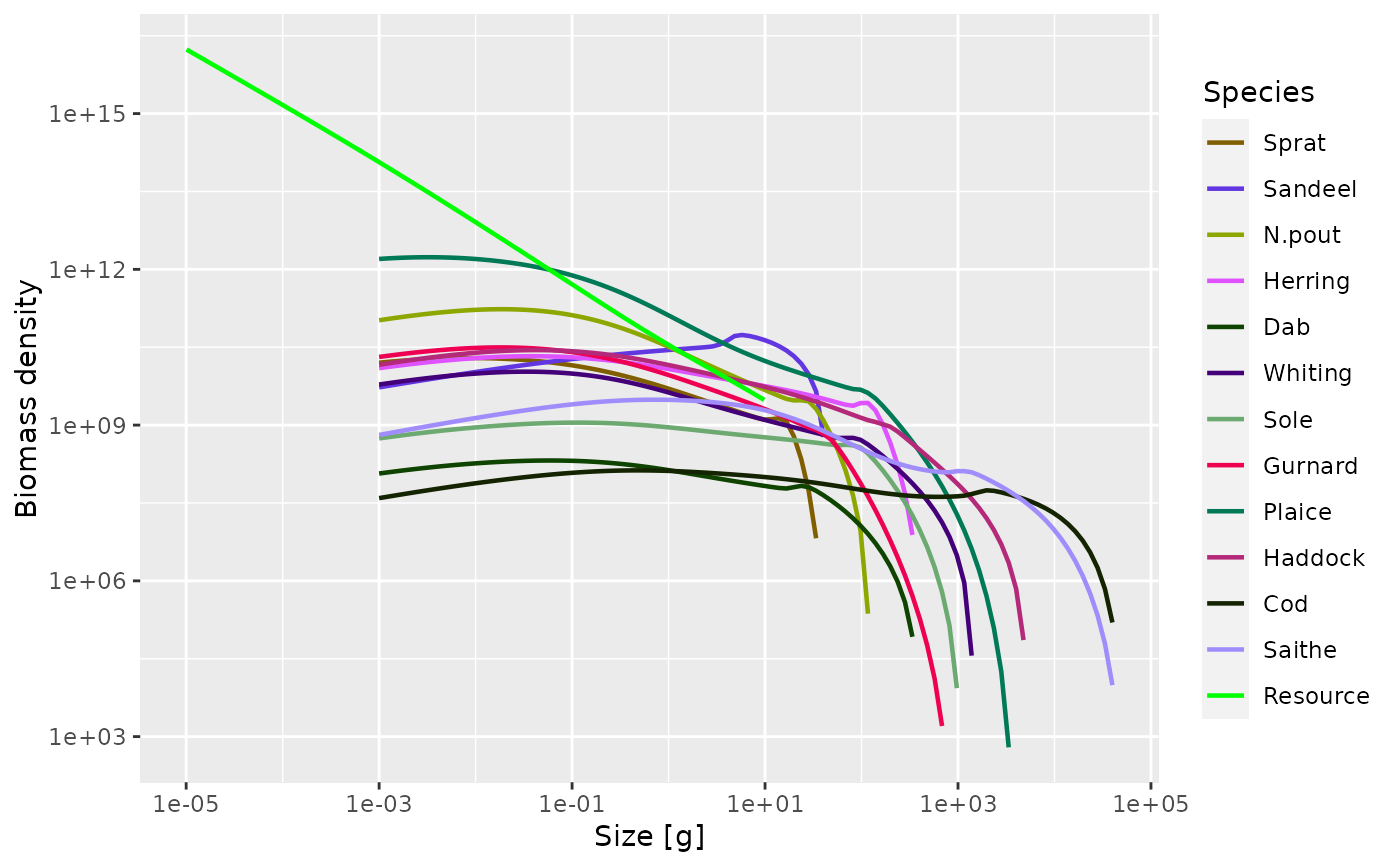 Biomass density
1e+15
1e+12
1e+09
1e+06
1e+03
1e-05
1e-03
1e-01
1e+01
1e+03
1e+05
Size [g]
Species
Sprat
Sandeel
N.pout
Herring
Dab
Whiting
Sole
Gurnard
Plaice
Haddock
Cod
Saithe
Resource